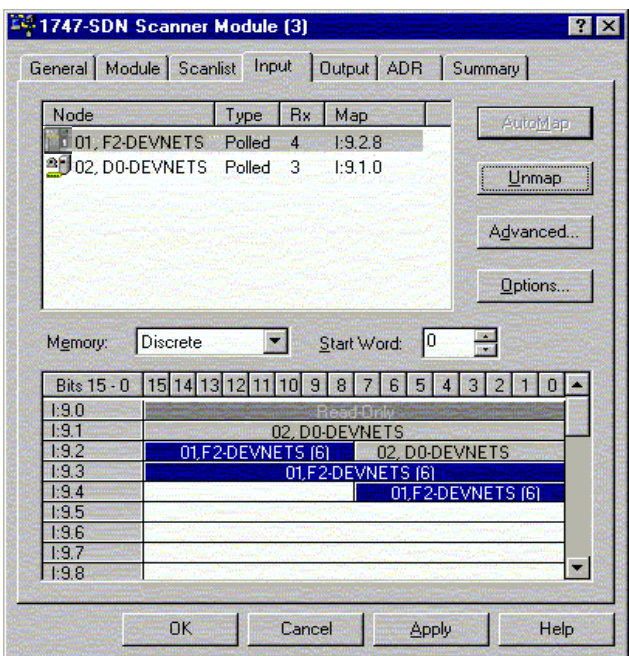 1747-SDN Scanner Module (3)
General Module Scanlist Input Output ADR Summary
Node Type Rx Map
01, F2-DEVNETS Polled 4 I:9.2.8
02, D0-DEVNETS Polled 3 I:9.1.0
AutoMap
Unmap
Advanced...
Options...
Memory: Discrete Start Word: 0
Bits 15 - 0 15 14 13 12 11 10 9 8 7 6 5 4 3 2 1 0
I:9.0 Read-Only
I:9.1 02, D0-DEVNETS
I:9.2 01,F2-DEVNETS (6) 02, D0-DEVNETS
I:9.3 01,F2-DEVNETS (6)
I:9.4 01,F2-DEVNETS (6)
I:9.5
I:9.6
I:9.7
I:9.8
OK Cancel Apply Help